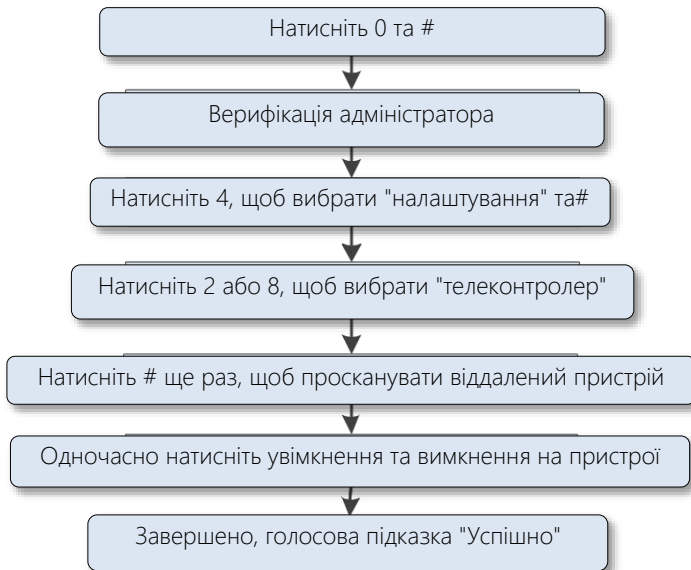 Натисніть 0 та #
Верифікація адміністратора
Натисніть 4, щоб вибрати "налаштування" та#
Натисніть 2 або 8, щоб вибрати "телеконтролер"
Натисніть # ще раз, щоб просканувати віддалений пристрій
Одночасно натисніть увімкнення та вимкнення на пристрої
Завершено, голосова підказка "Успішно"